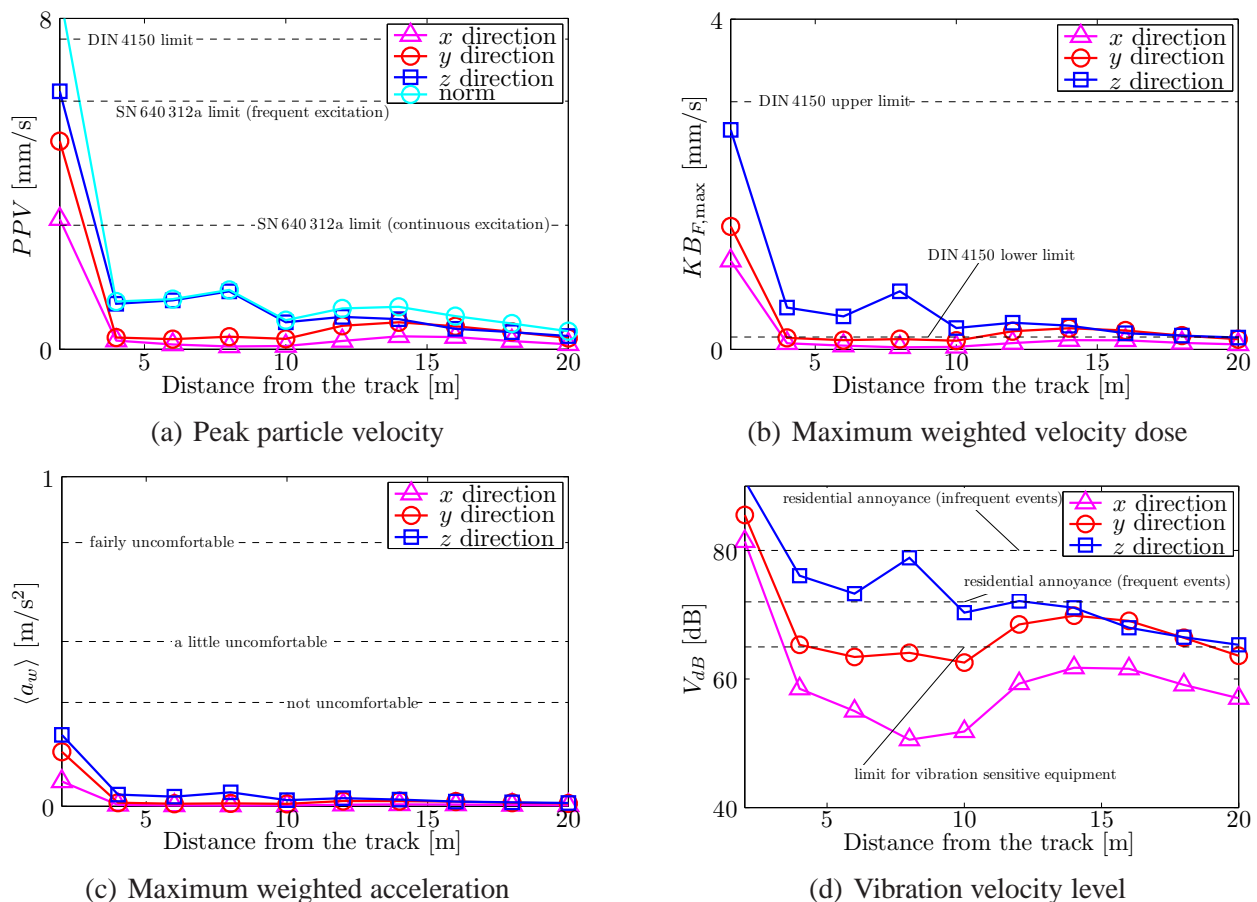 8
DIN 4150 limit
x direction
y direction
z direction
norm
SN 640 312a limit (frequent excitation)
SN 640 312a limit (continuous excitation)
PPV [mm/s]
0
5 10 15 20
Distance from the track [m]
(a) Peak particle velocity
4
x direction
y direction
z direction
DIN 4150 upper limit
DIN 4150 lower limit
KB_{F,max} [mm/s]
0
5 10 15 20
Distance from the track [m]
(b) Maximum weighted velocity dose
1
x direction
y direction
z direction
fairly uncomfortable
a little uncomfortable
not uncomfortable
⟨a_w⟩ [m/s²]
0
5 10 15 20
Distance from the track [m]
(c) Maximum weighted acceleration
residential annoyance (infrequent events)
x direction
y direction
z direction
80
residential annoyance (frequent events)
60
V_{dB} [dB]
limit for vibration sensitive equipment
40
5 10 15 20
Distance from the track [m]
(d) Vibration velocity level